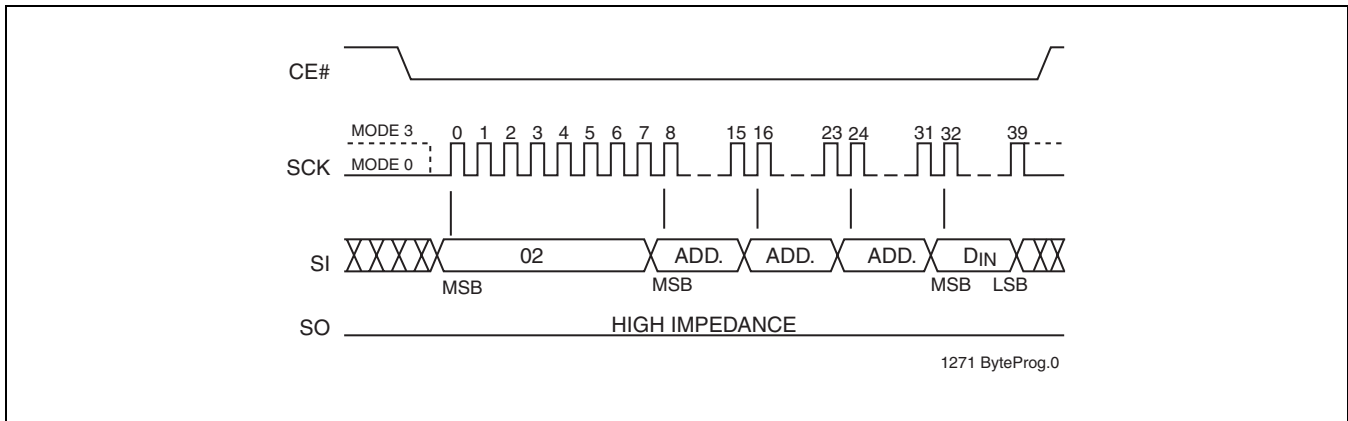 CE#
MODE 3 0 1 2 3 4 5 6 7 8 15 16 23 24 31 32 39
SCK MODE 0
SI 02 ADD. ADD. ADD. DIN
MSB MSB MSB LSB
SO HIGH IMPEDANCE
1271 ByteProg.0